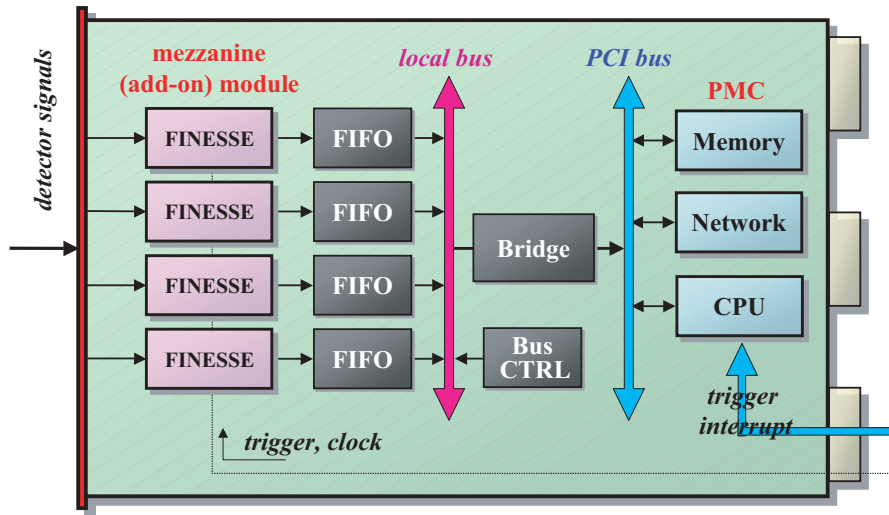 detector signals
mezzanine
(add-on) module
local bus
PCI bus
PMC
FINESSE
FIFO
Memory
FINESSE
FIFO
Network
Bridge
FINESSE
FIFO
CPU
FINESSE
FIFO
Bus
CTRL
trigger
interrupt
trigger, clock